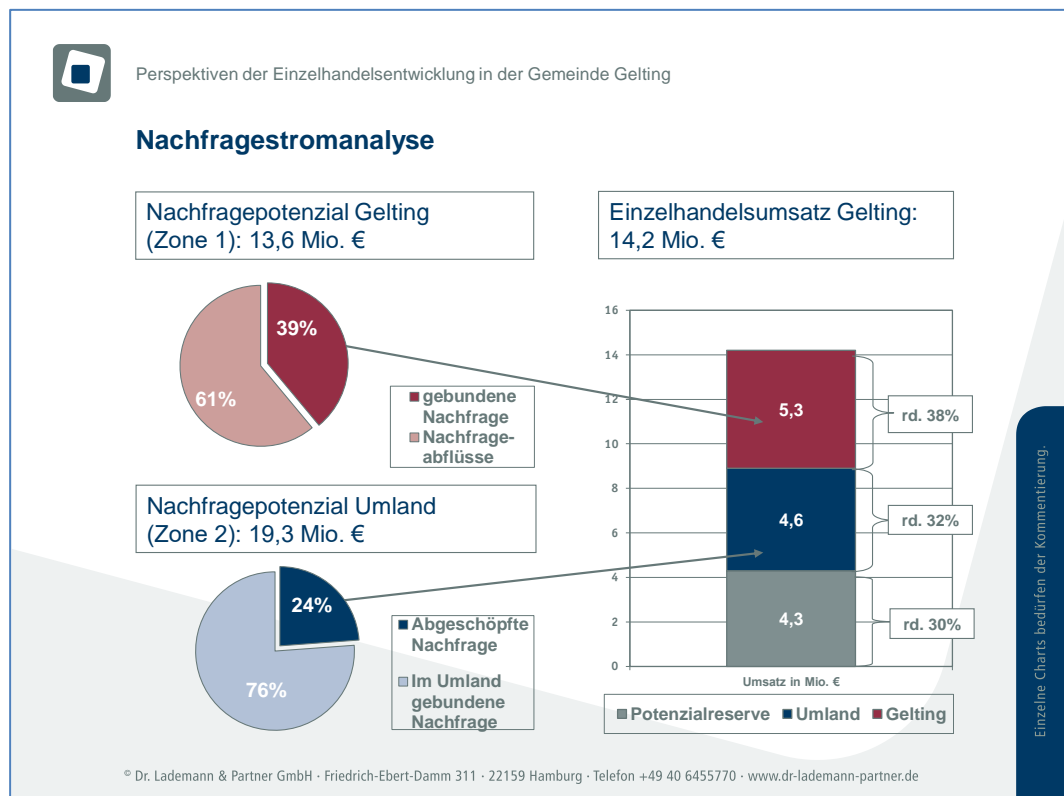 Perspektiven der Einzelhandelsentwicklung in der Gemeinde Gelting
Nachfragestromanalyse
Nachfragepotenzial Gelting
(Zone 1): 13,6 Mio. €
39%
61%
gebundene
Nachfrage
Nachfrage-
abflüsse
Nachfragepotenzial Umland
(Zone 2): 19,3 Mio. €
24%
76%
Abgeschöpfte
Nachfrage
Im Umland
gebundene
Nachfrage
Einzelhandelsumsatz Gelting:
14,2 Mio. €
16
14
12
10
8
6
4
2
0
5,3
4,6
4,3
rd. 38%
rd. 32%
rd. 30%
Umsatz in Mio. €
Potenzialreserve Umland Gelting
Einzelne Charts bedürfen der Kommentierung.
© Dr. Lademann & Partner GmbH · Friedrich-Ebert-Damm 311 · 22159 Hamburg · Telefon +49 40 6455770 · www.dr-lademann-partner.de